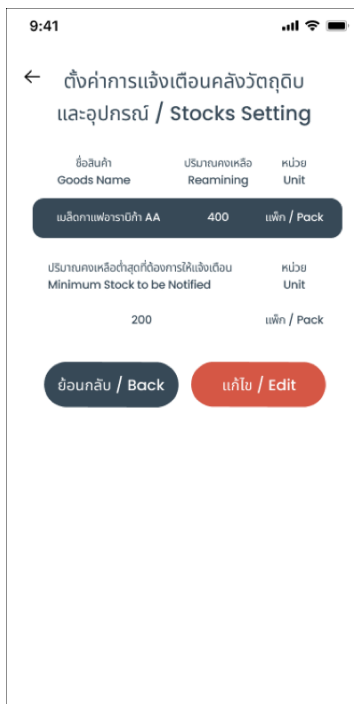 9:41
ตั้งค่าการแจ้งเตือนคลังวัตถุดิบ
และอุปกรณ์ / Stocks Setting
ชื่อสินค้า ปริมาณคงเหลือ หน่วย
Goods Name Reamining Unit
เมล็ดกาแฟอาราบิก้า AA 400 แพ็ก / Pack
ปริมาณคงเหลือต่ำสุดที่ต้องการให้แจ้งเตือน หน่วย
Minimum Stock to be Notified Unit
200 แพ็ก / Pack
ย้อนกลับ / Back แก้ไข / Edit